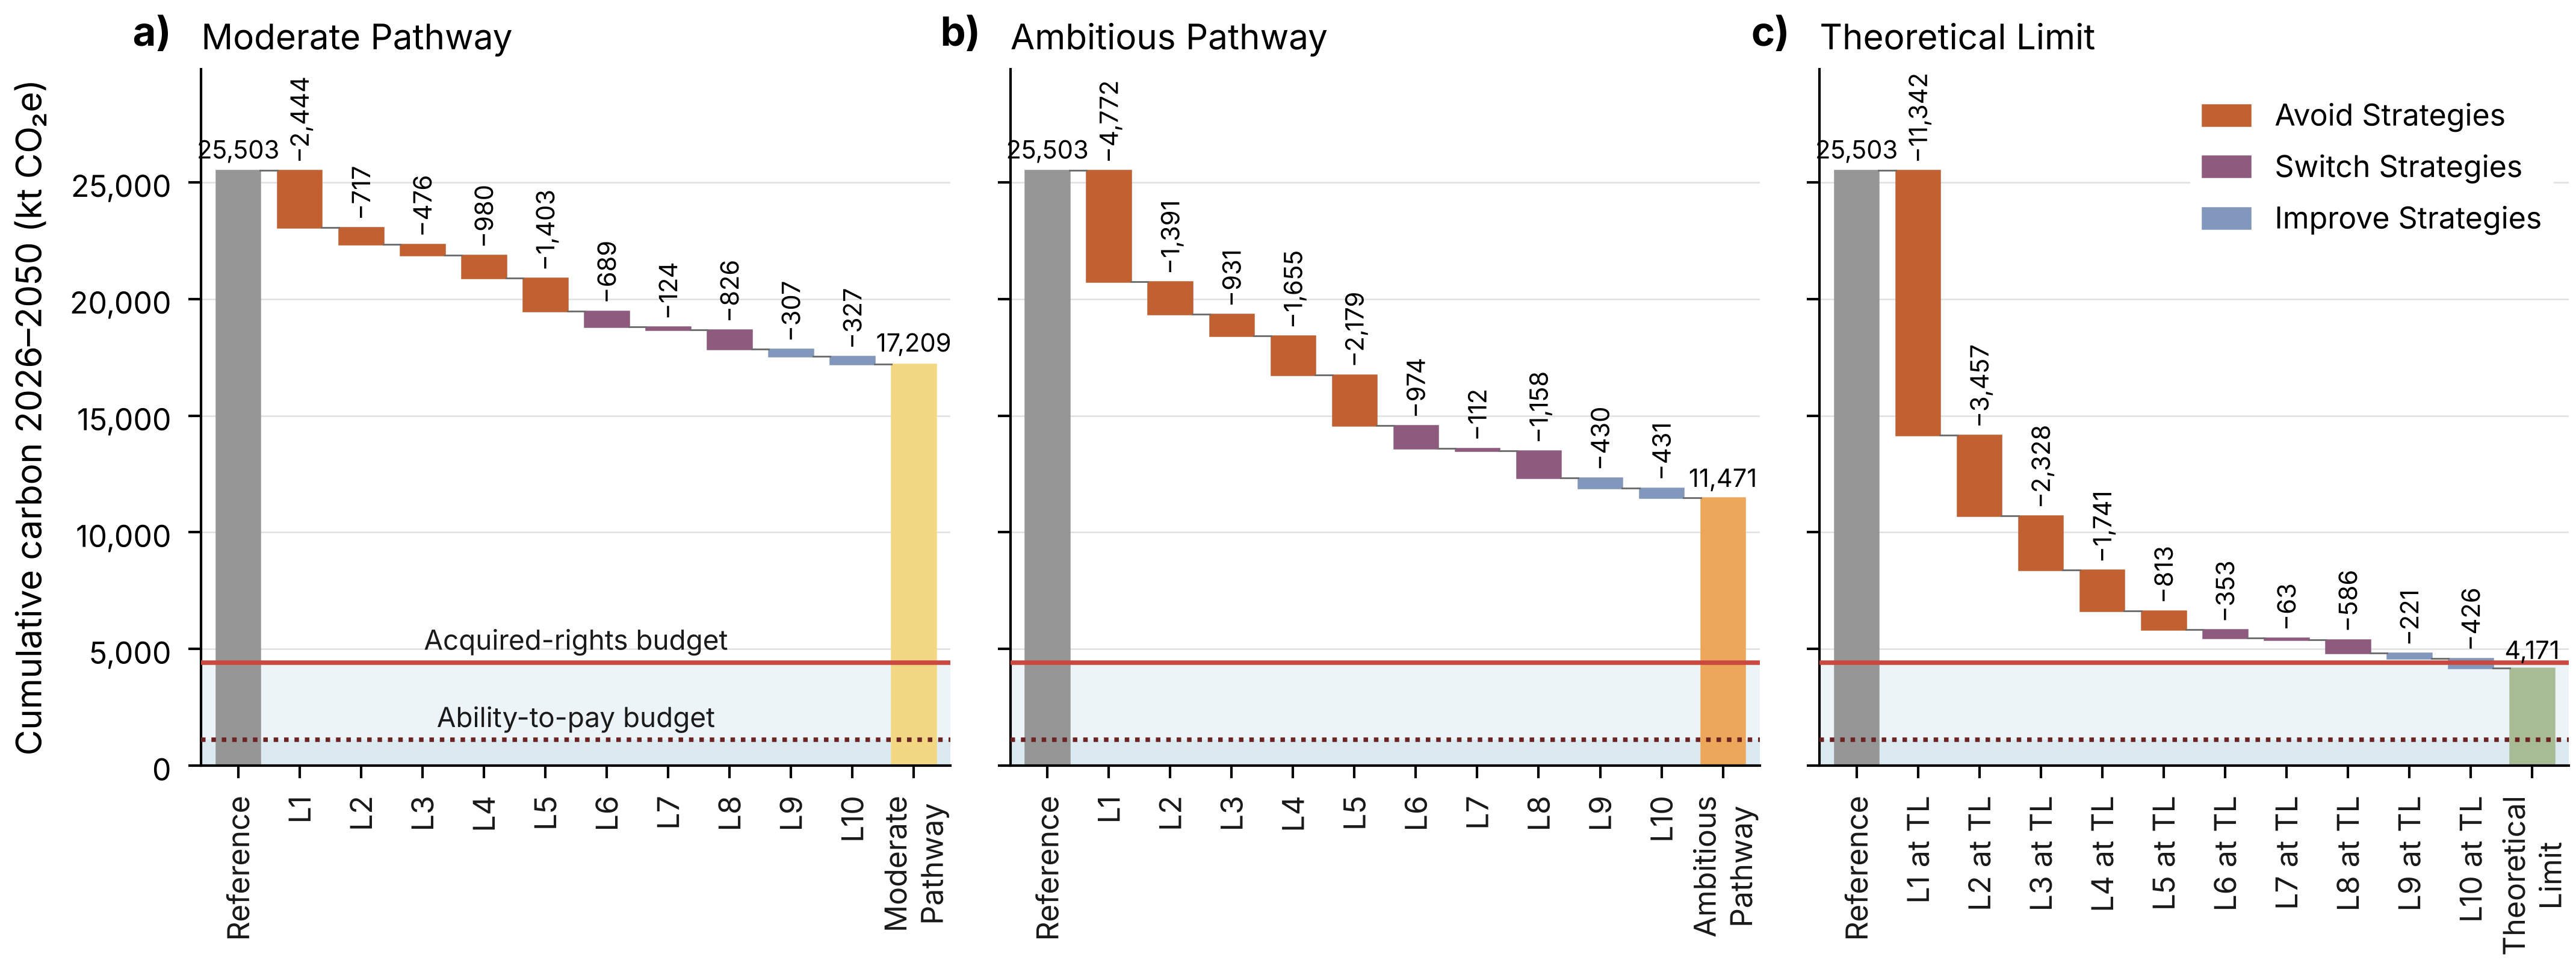 a) Moderate Pathway
Cumulative carbon 2026–2050 (kt CO₂e)
25,000
20,000
15,000
10,000
5,000
0
25,503
−2,444
−717
−476
−980
−1,403
−689
−124
−826
−307
−327
17,209
Acquired-rights budget
Ability-to-pay budget
Reference
L1
L2
L3
L4
L5
L6
L7
L8
L9
L10
Moderate
Pathway
b) Ambitious Pathway
25,503
−4,772
−1,391
−931
−1,655
−2,179
−974
−112
−1,158
−430
−431
11,471
Reference
L1
L2
L3
L4
L5
L6
L7
L8
L9
L10
Ambitious
Pathway
c) Theoretical Limit
Avoid Strategies
Switch Strategies
Improve Strategies
25,503
−11,342
−3,457
−2,328
−1,741
−813
−353
−63
−586
−221
−426
4,171
Reference
L1 at TL
L2 at TL
L3 at TL
L4 at TL
L5 at TL
L6 at TL
L7 at TL
L8 at TL
L9 at TL
L10 at TL
Theoretical
Limit